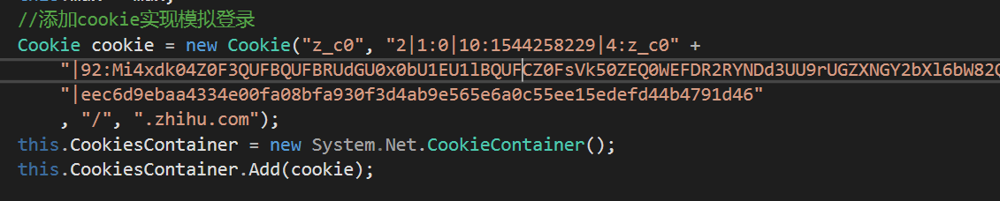 //添加cookie实现模拟登录
Cookie cookie = new Cookie("z_c0", "2|1:0|10:1544258229|4:z_c0" +
"|92:Mi4xdk04Z0F3QUFBQUFBRUdGU0x0bU1EU1lBQUFCZ0FsVk50ZEQ0WEFDR2RYNDd3UU9rUGZXNGY2bXl6bW82Q
"|eec6d9ebaa4334e00fa08bfa930f3d4ab9e565e6a0c55ee15edefd44b4791d46"
, "/", ".zhihu.com");
this.CookiesContainer = new System.Net.CookieContainer();
this.CookiesContainer.Add(cookie);